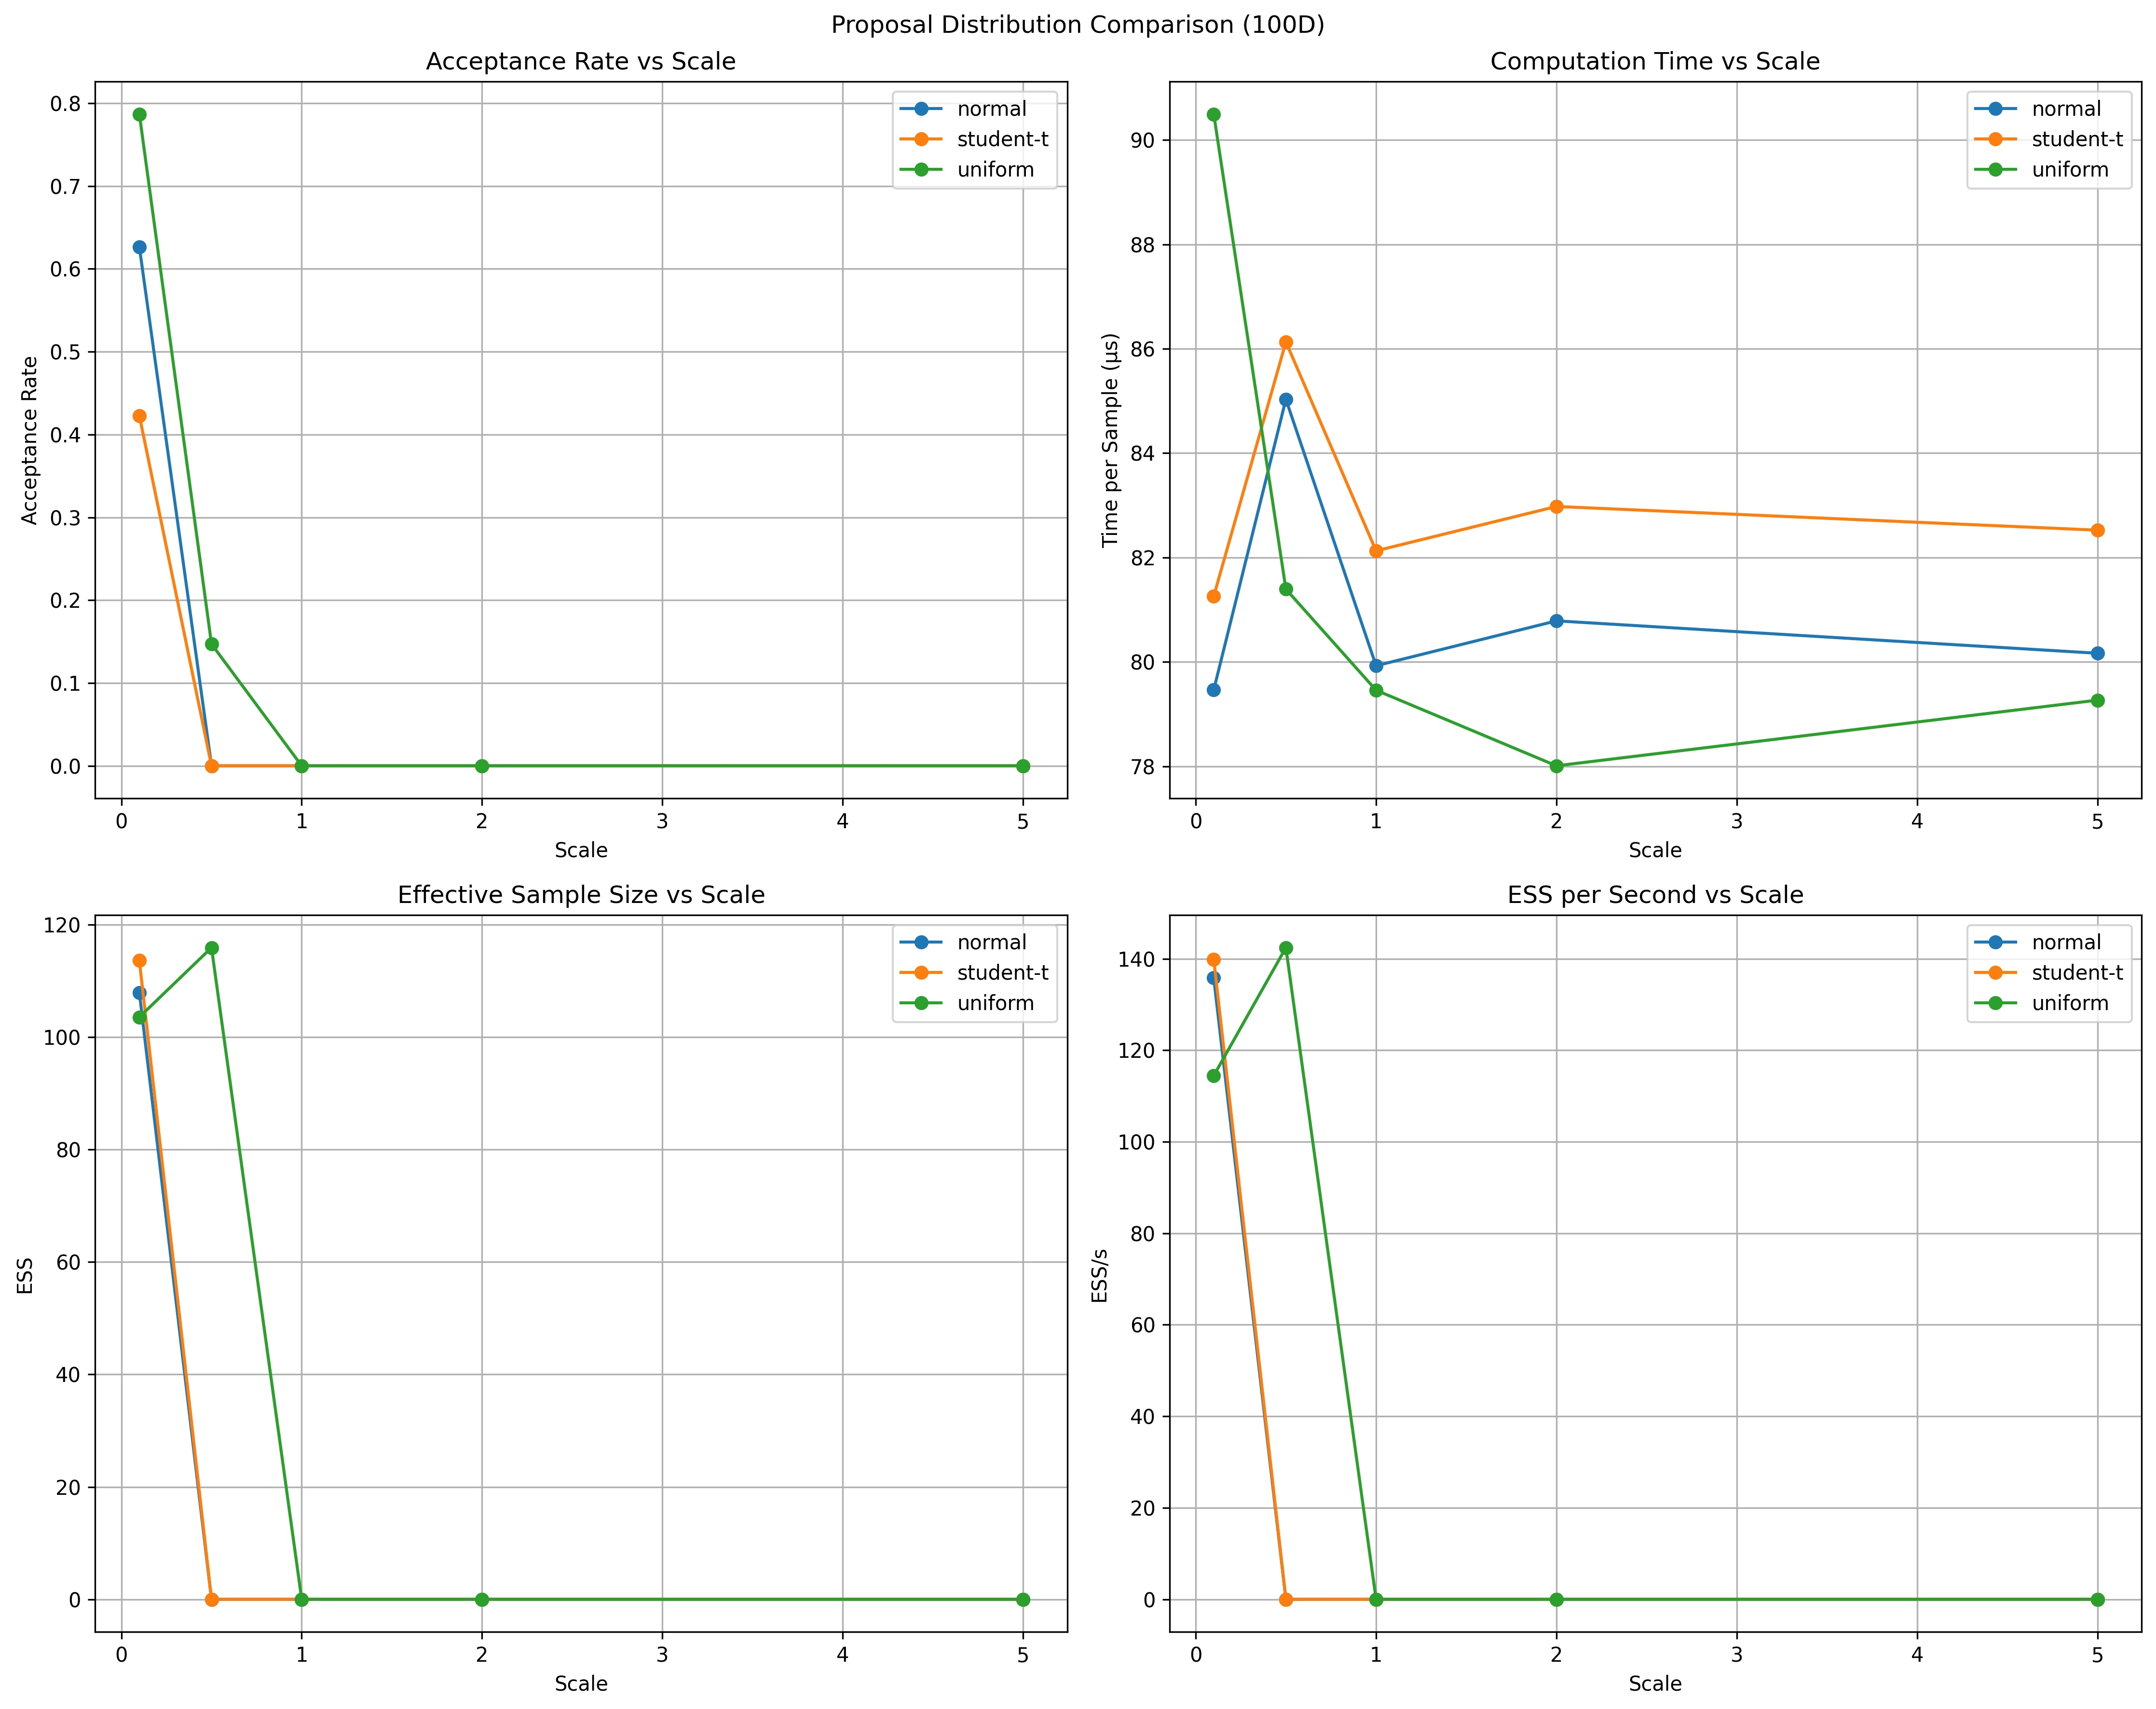 Proposal Distribution Comparison (100D)
Acceptance Rate vs Scale
normal
student-t
uniform
Acceptance Rate
0.8
0.7
0.6
0.5
0.4
0.3
0.2
0.1
0.0
0 1 2 3 4 5
Scale
Computation Time vs Scale
normal
student-t
uniform
Time per Sample (μs)
90
88
86
84
82
80
78
0 1 2 3 4 5
Scale
Effective Sample Size vs Scale
normal
student-t
uniform
ESS
120
100
80
60
40
20
0
0 1 2 3 4 5
Scale
ESS per Second vs Scale
normal
student-t
uniform
ESS/s
140
120
100
80
60
40
20
0
0 1 2 3 4 5
Scale